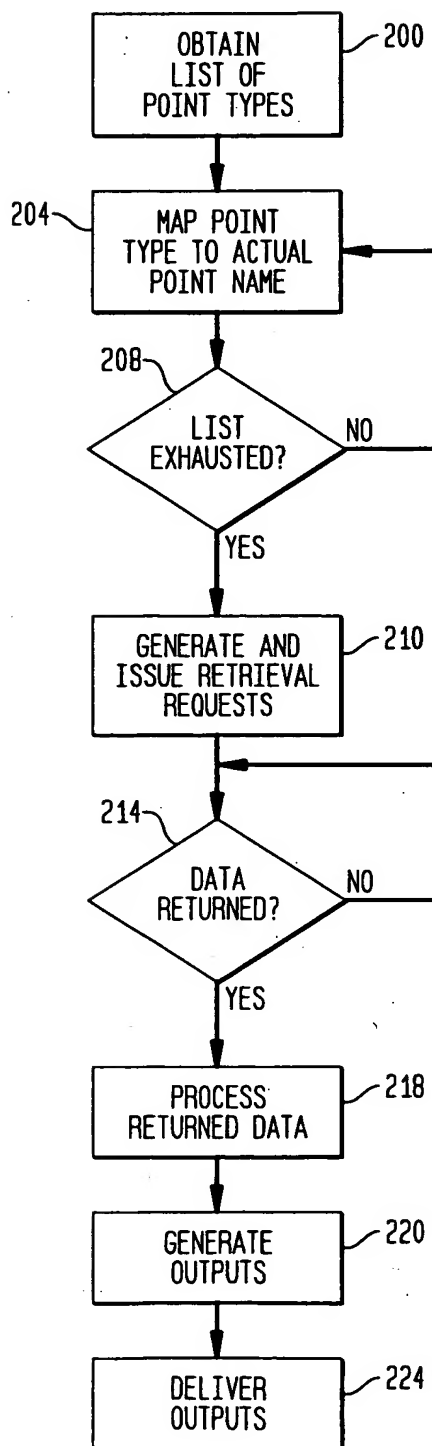 OBTAIN
LIST OF
POINT TYPES
200
204
MAP POINT
TYPE TO ACTUAL
POINT NAME
208
LIST
EXHAUSTED?
NO
YES
GENERATE AND
ISSUE RETRIEVAL
REQUESTS
210
214
DATA
RETURNED?
NO
YES
PROCESS
RETURNED DATA
218
GENERATE
OUTPUTS
220
DELIVER
OUTPUTS
224